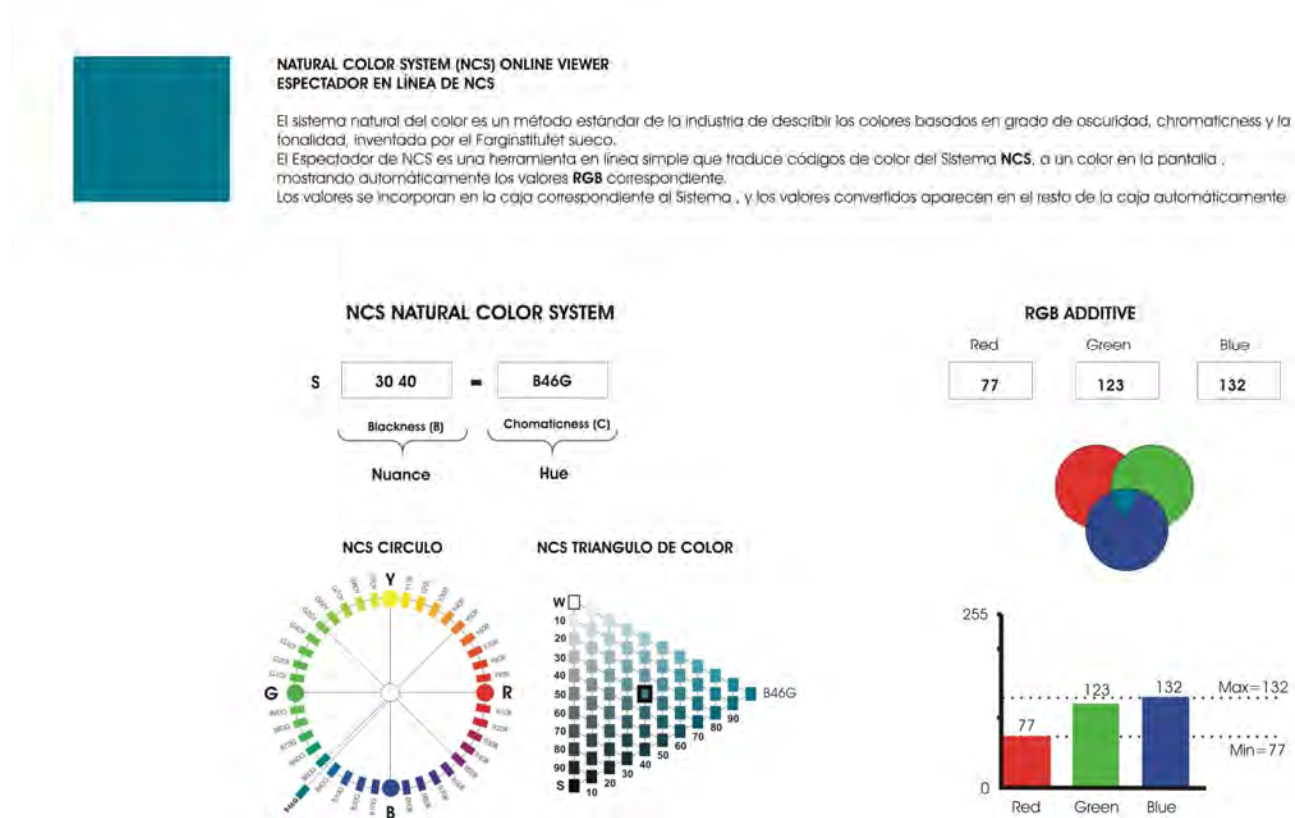 NATURAL COLOR SYSTEM (NCS) ONLINE VIEWER
ESPECTADOR EN LÍNEA DE NCS
El sistema natural del color es un método estándar de la industria de describir los colores basados en grado de oscuridad, chromaticness y la
tonalidad, inventada por el Farginstitutet sueco.
El Espectador de NCS es una herramienta en línea simple que traduce códigos de color del Sistema NCS, a un color en la pantalla ,
mostrando automáticamente los valores RGB correspondiente.
Los valores se incorporan en la caja correspondiente al Sistema , y los valores convertidos aparecen en el resto de la caja automáticamente
NCS NATURAL COLOR SYSTEM
S 30 40 - B46G
Blackness (B) Chomaticness (C)
Nuance Hue
RGB ADDITIVE
Red Green Blue
77 123 132
NCS CIRCULO
Y
G R
B
B46G
NCS TRIANGULO DE COLOR
W
10
20
30
40
50 B46G
60
70
80
90
S
10 20 30 40 50 60 70 80 90
255
123 132 Max=132
77
Min=77
0
Red Green Blue